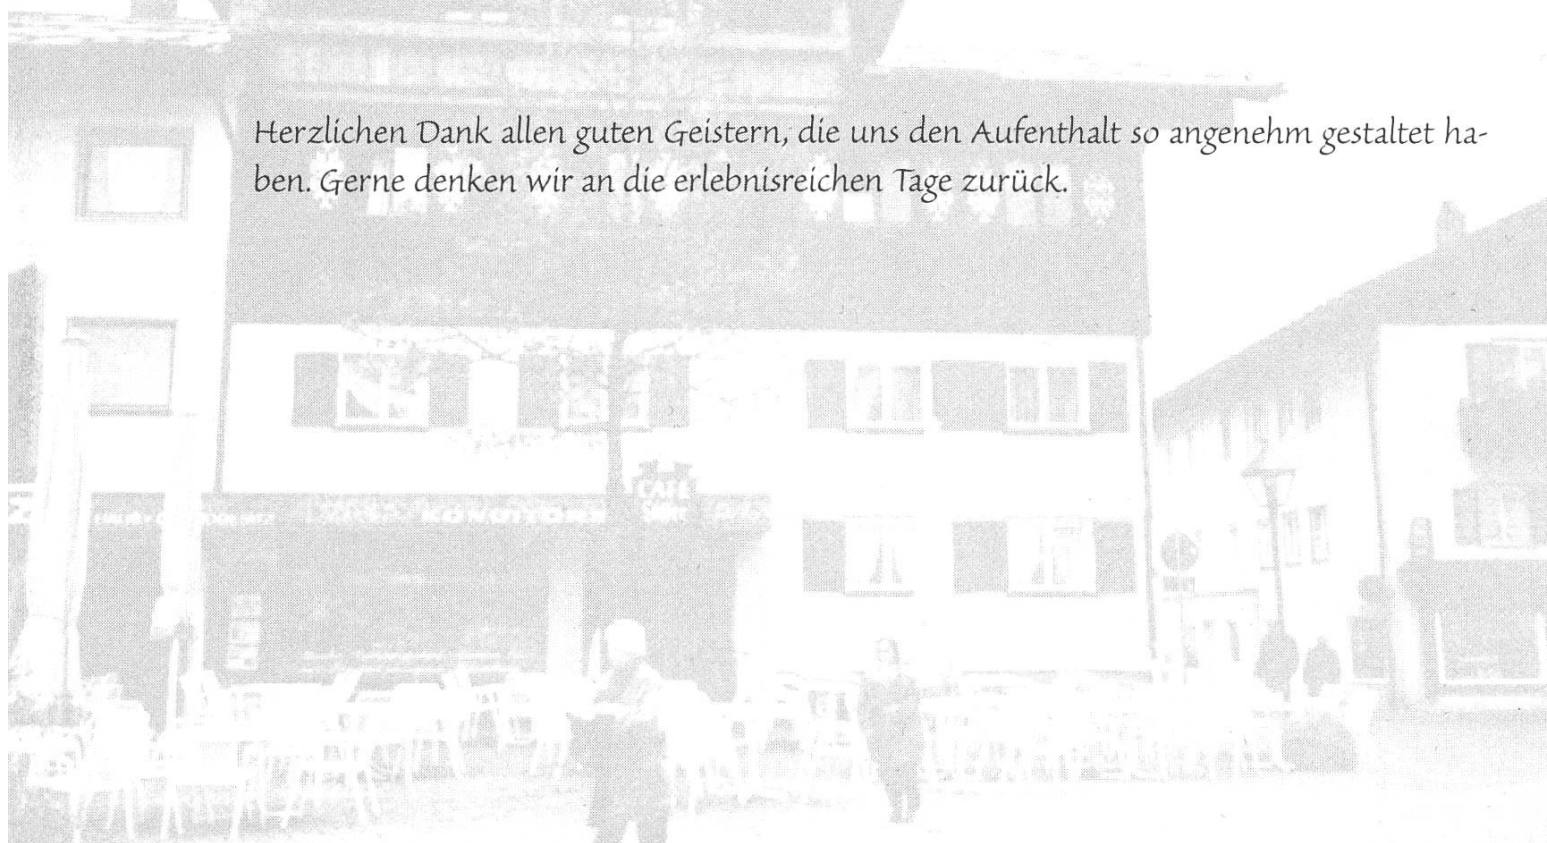 Herzlichen Dank allen guten Geistern, die uns den Aufenthalt so angenehm gestaltet ha-
ben. Gerne denken wir an die erlebnisreichen Tage zurück.
CAFÉ